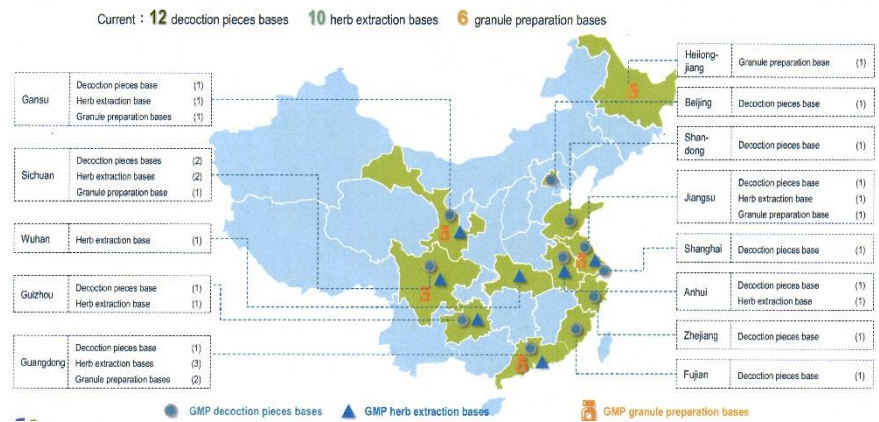 Current : 12 decoction pieces bases 10 herb extraction bases 6 granule preparation bases
Gansu
Decoction pieces base (1)
Herb extraction base (1)
Granule preparation bases (1)
Sichuan
Decoction pieces bases (2)
Herb extraction bases (2)
Granule preparation bases (1)
Wuhan
Herb extraction base (1)
Guizhou
Decoction pieces base (1)
Herb extraction base (1)
Guangdong
Decoction pieces base (1)
Herb extraction bases (3)
Granule preparation bases (2)
Heilong-
jiang
Granule preparation base (1)
Beijing
Decoction pieces base (1)
Shan-
dong
Decoction pieces base (1)
Jiangsu
Decoction pieces base (1)
Herb extraction base (1)
Granule preparation base (1)
Shanghai
Decoction pieces base (1)
Anhui
Decoction pieces base (1)
Herb extraction base (1)
Zhejiang
Decoction pieces base (1)
Fujian
Decoction pieces base (1)
GMP decoction pieces bases
GMP herb extraction bases
GMP granule preparation bases